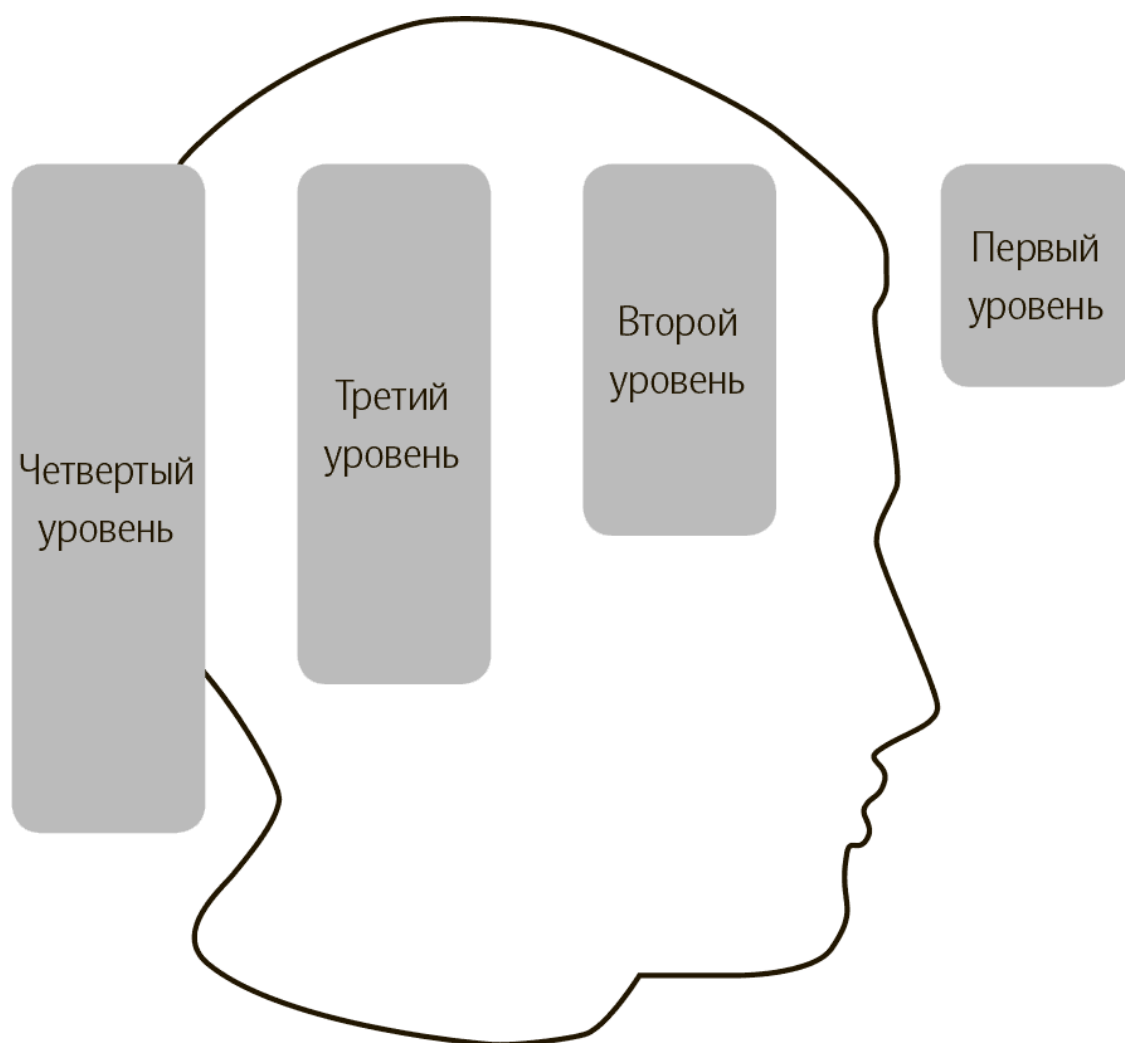 Четвертый
уровень
Третий
уровень
Второй
уровень
Первый
уровень